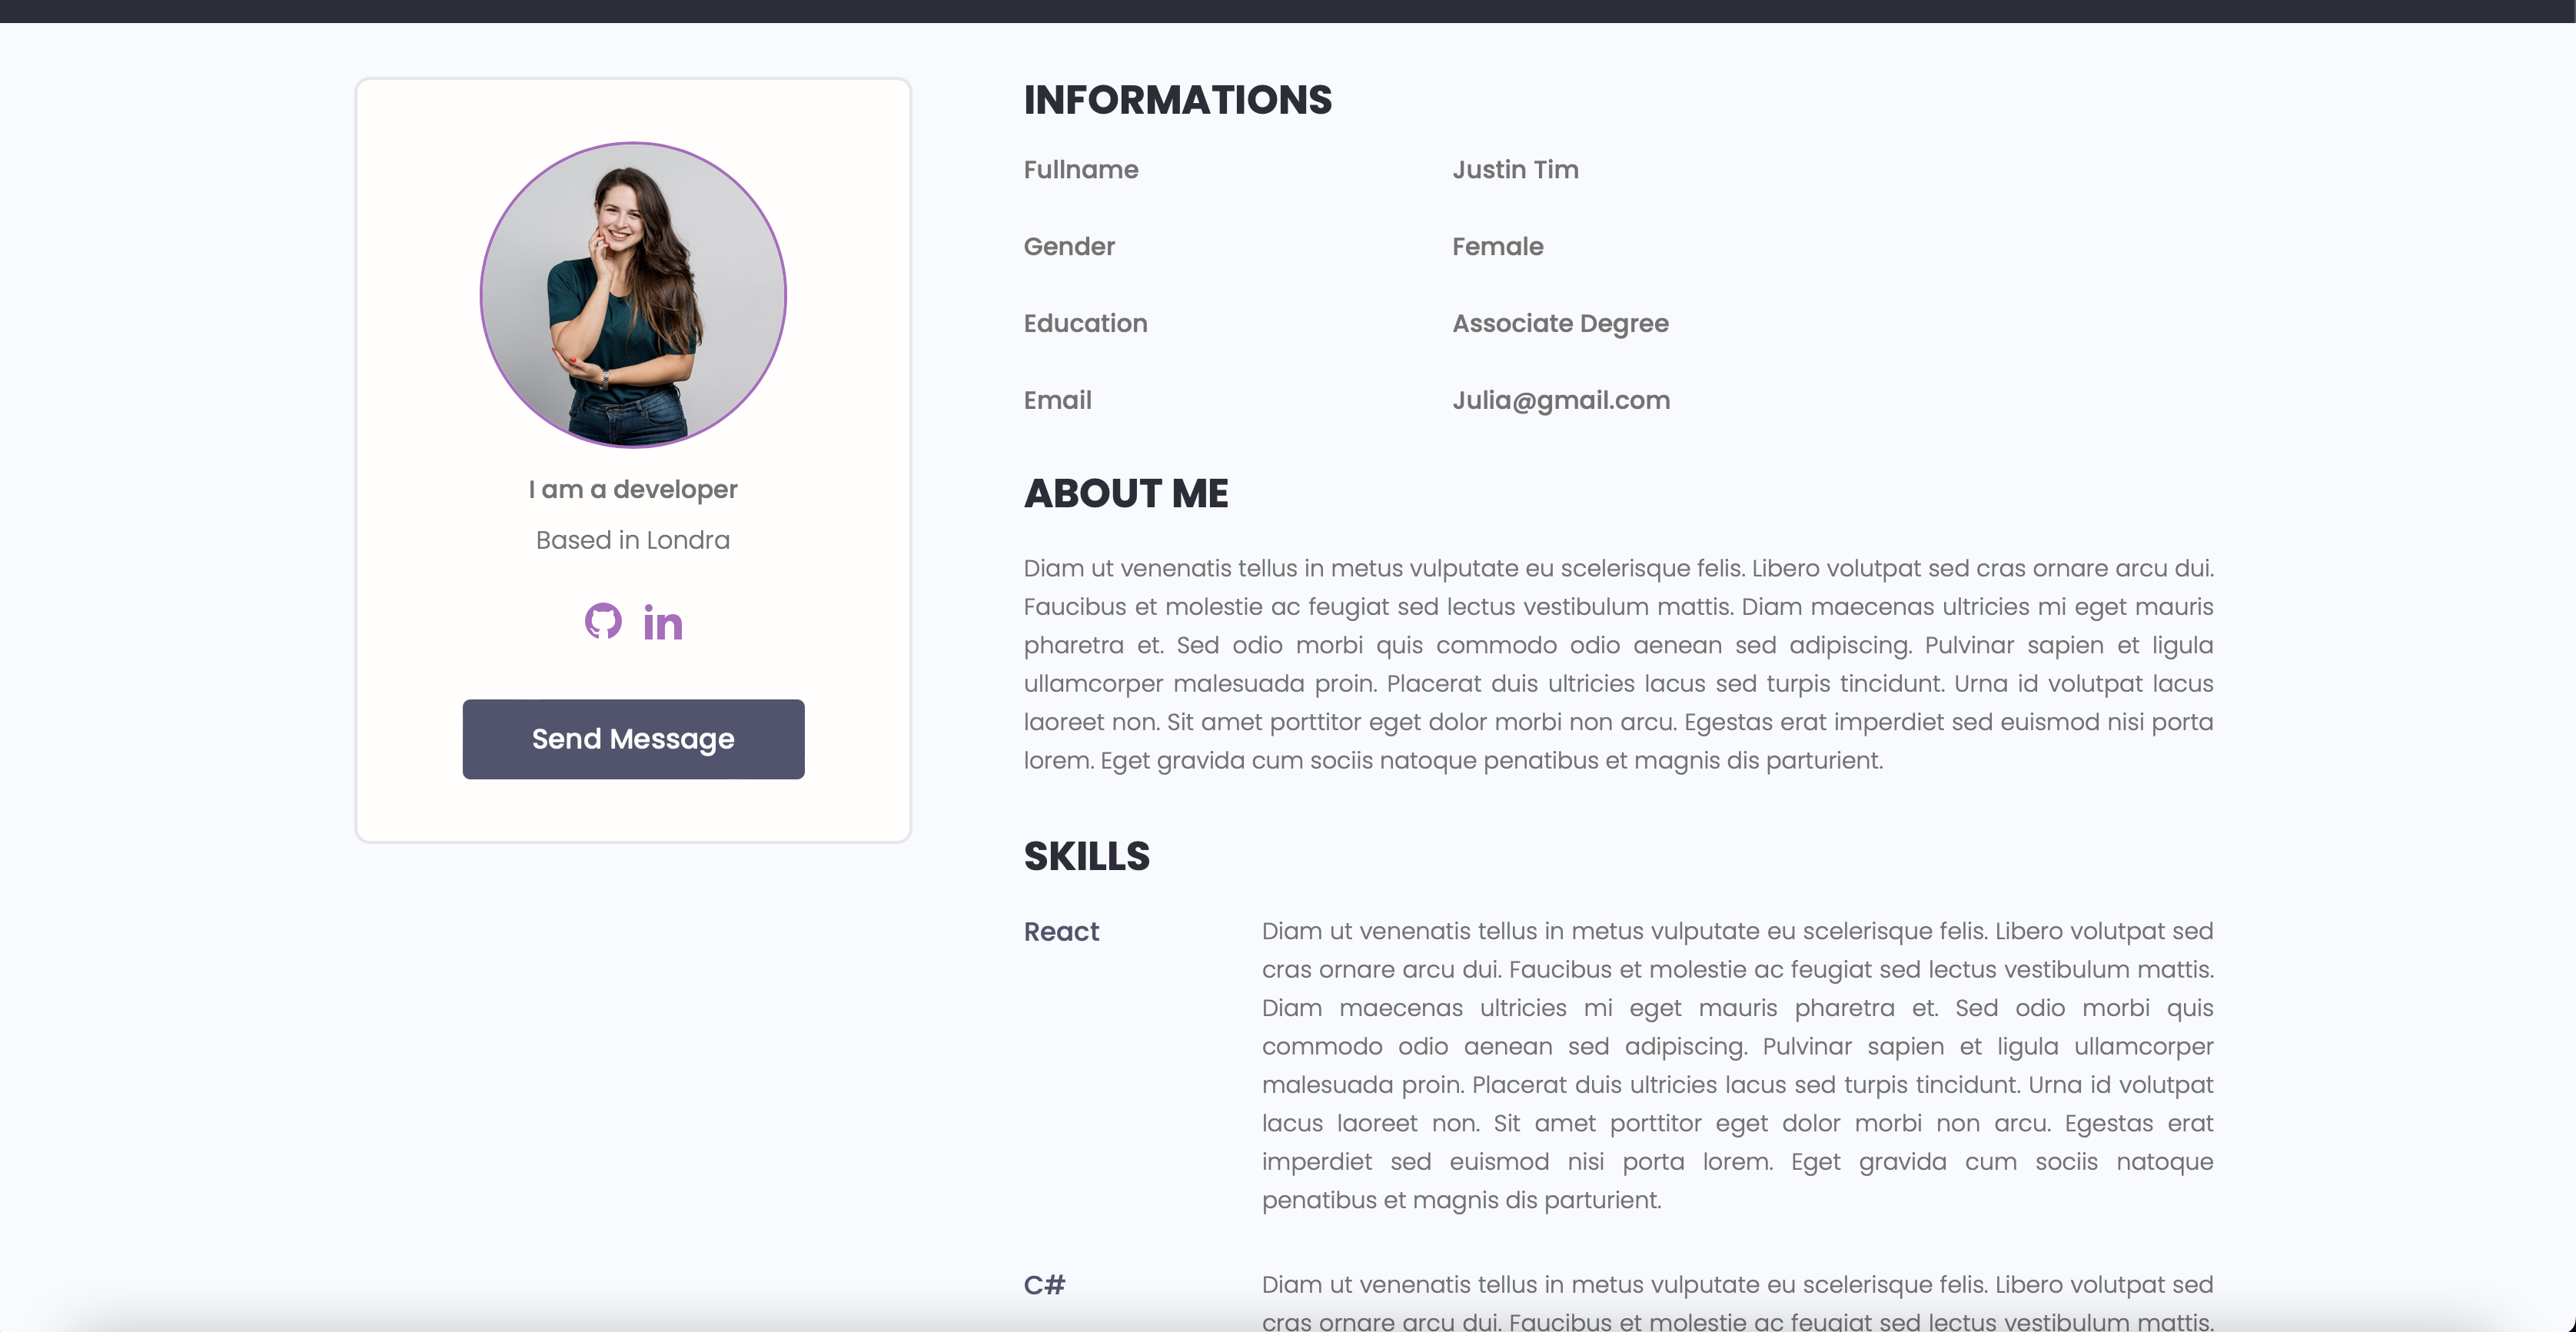 I am a developer
Based in Londra
in
Send Message
INFORMATIONS
Fullname Justin Tim
Gender Female
Education Associate Degree
Email Julia@gmail.com
ABOUT ME
Diam ut venenatis tellus in metus vulputate eu scelerisque felis. Libero volutpat sed cras ornare arcu dui.
Faucibus et molestie ac feugiat sed lectus vestibulum mattis. Diam maecenas ultricies mi eget mauris
pharetra et. Sed odio morbi quis commodo odio aenean sed adipiscing. Pulvinar sapien et ligula
ullamcorper malesuada proin. Placerat duis ultricies lacus sed turpis tincidunt. Urna id volutpat lacus
laoreet non. Sit amet porttitor eget dolor morbi non arcu. Egestas erat imperdiet sed euismod nisi porta
lorem. Eget gravida cum sociis natoque penatibus et magnis dis parturient.
SKILLS
React
Diam ut venenatis tellus in metus vulputate eu scelerisque felis. Libero volutpat sed
cras ornare arcu dui. Faucibus et molestie ac feugiat sed lectus vestibulum mattis.
Diam maecenas ultricies mi eget mauris pharetra et. Sed odio morbi quis
commodo odio aenean sed adipiscing. Pulvinar sapien et ligula ullamcorper
malesuada proin. Placerat duis ultricies lacus sed turpis tincidunt. Urna id volutpat
lacus laoreet non. Sit amet porttitor eget dolor morbi non arcu. Egestas erat
imperdiet sed euismod nisi porta lorem. Eget gravida cum sociis natoque
penatibus et magnis dis parturient.
C#
Diam ut venenatis tellus in metus vulputate eu scelerisque felis. Libero volutpat sed
cras ornare arcu dui. Faucibus et molestie ac feugiat sed lectus vestibulum mattis.